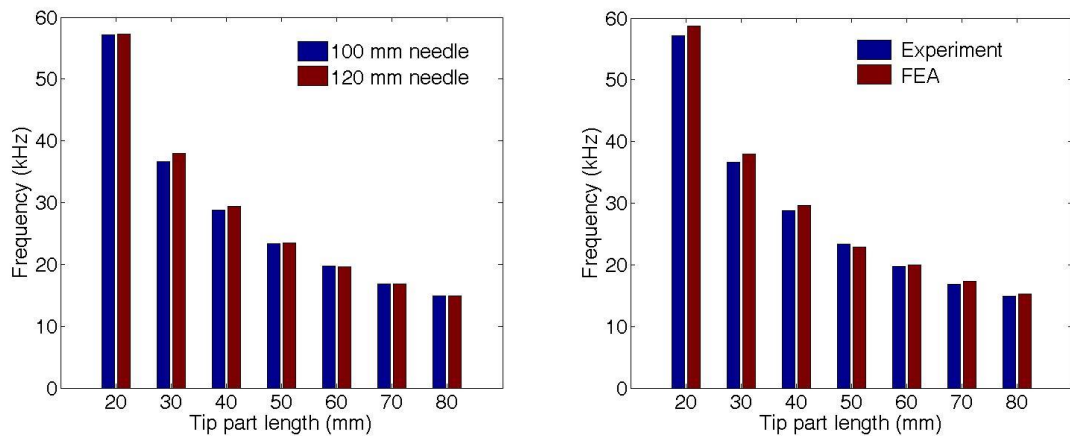 60
50
40
30
20
10
0
Frequency (kHz)
100 mm needle
120 mm needle
20 30 40 50 60 70 80
Tip part length (mm)
60
50
40
30
20
10
0
Frequency (kHz)
Experiment
FEA
20 30 40 50 60 70 80
Tip part length (mm)